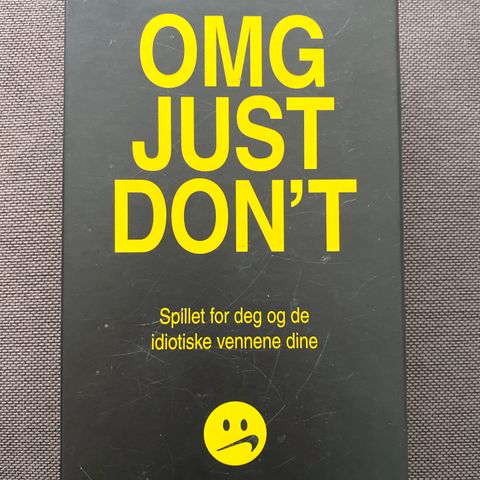 OMG
JUST
DON'T
Spillet for deg og de
idiotiske vennene dine